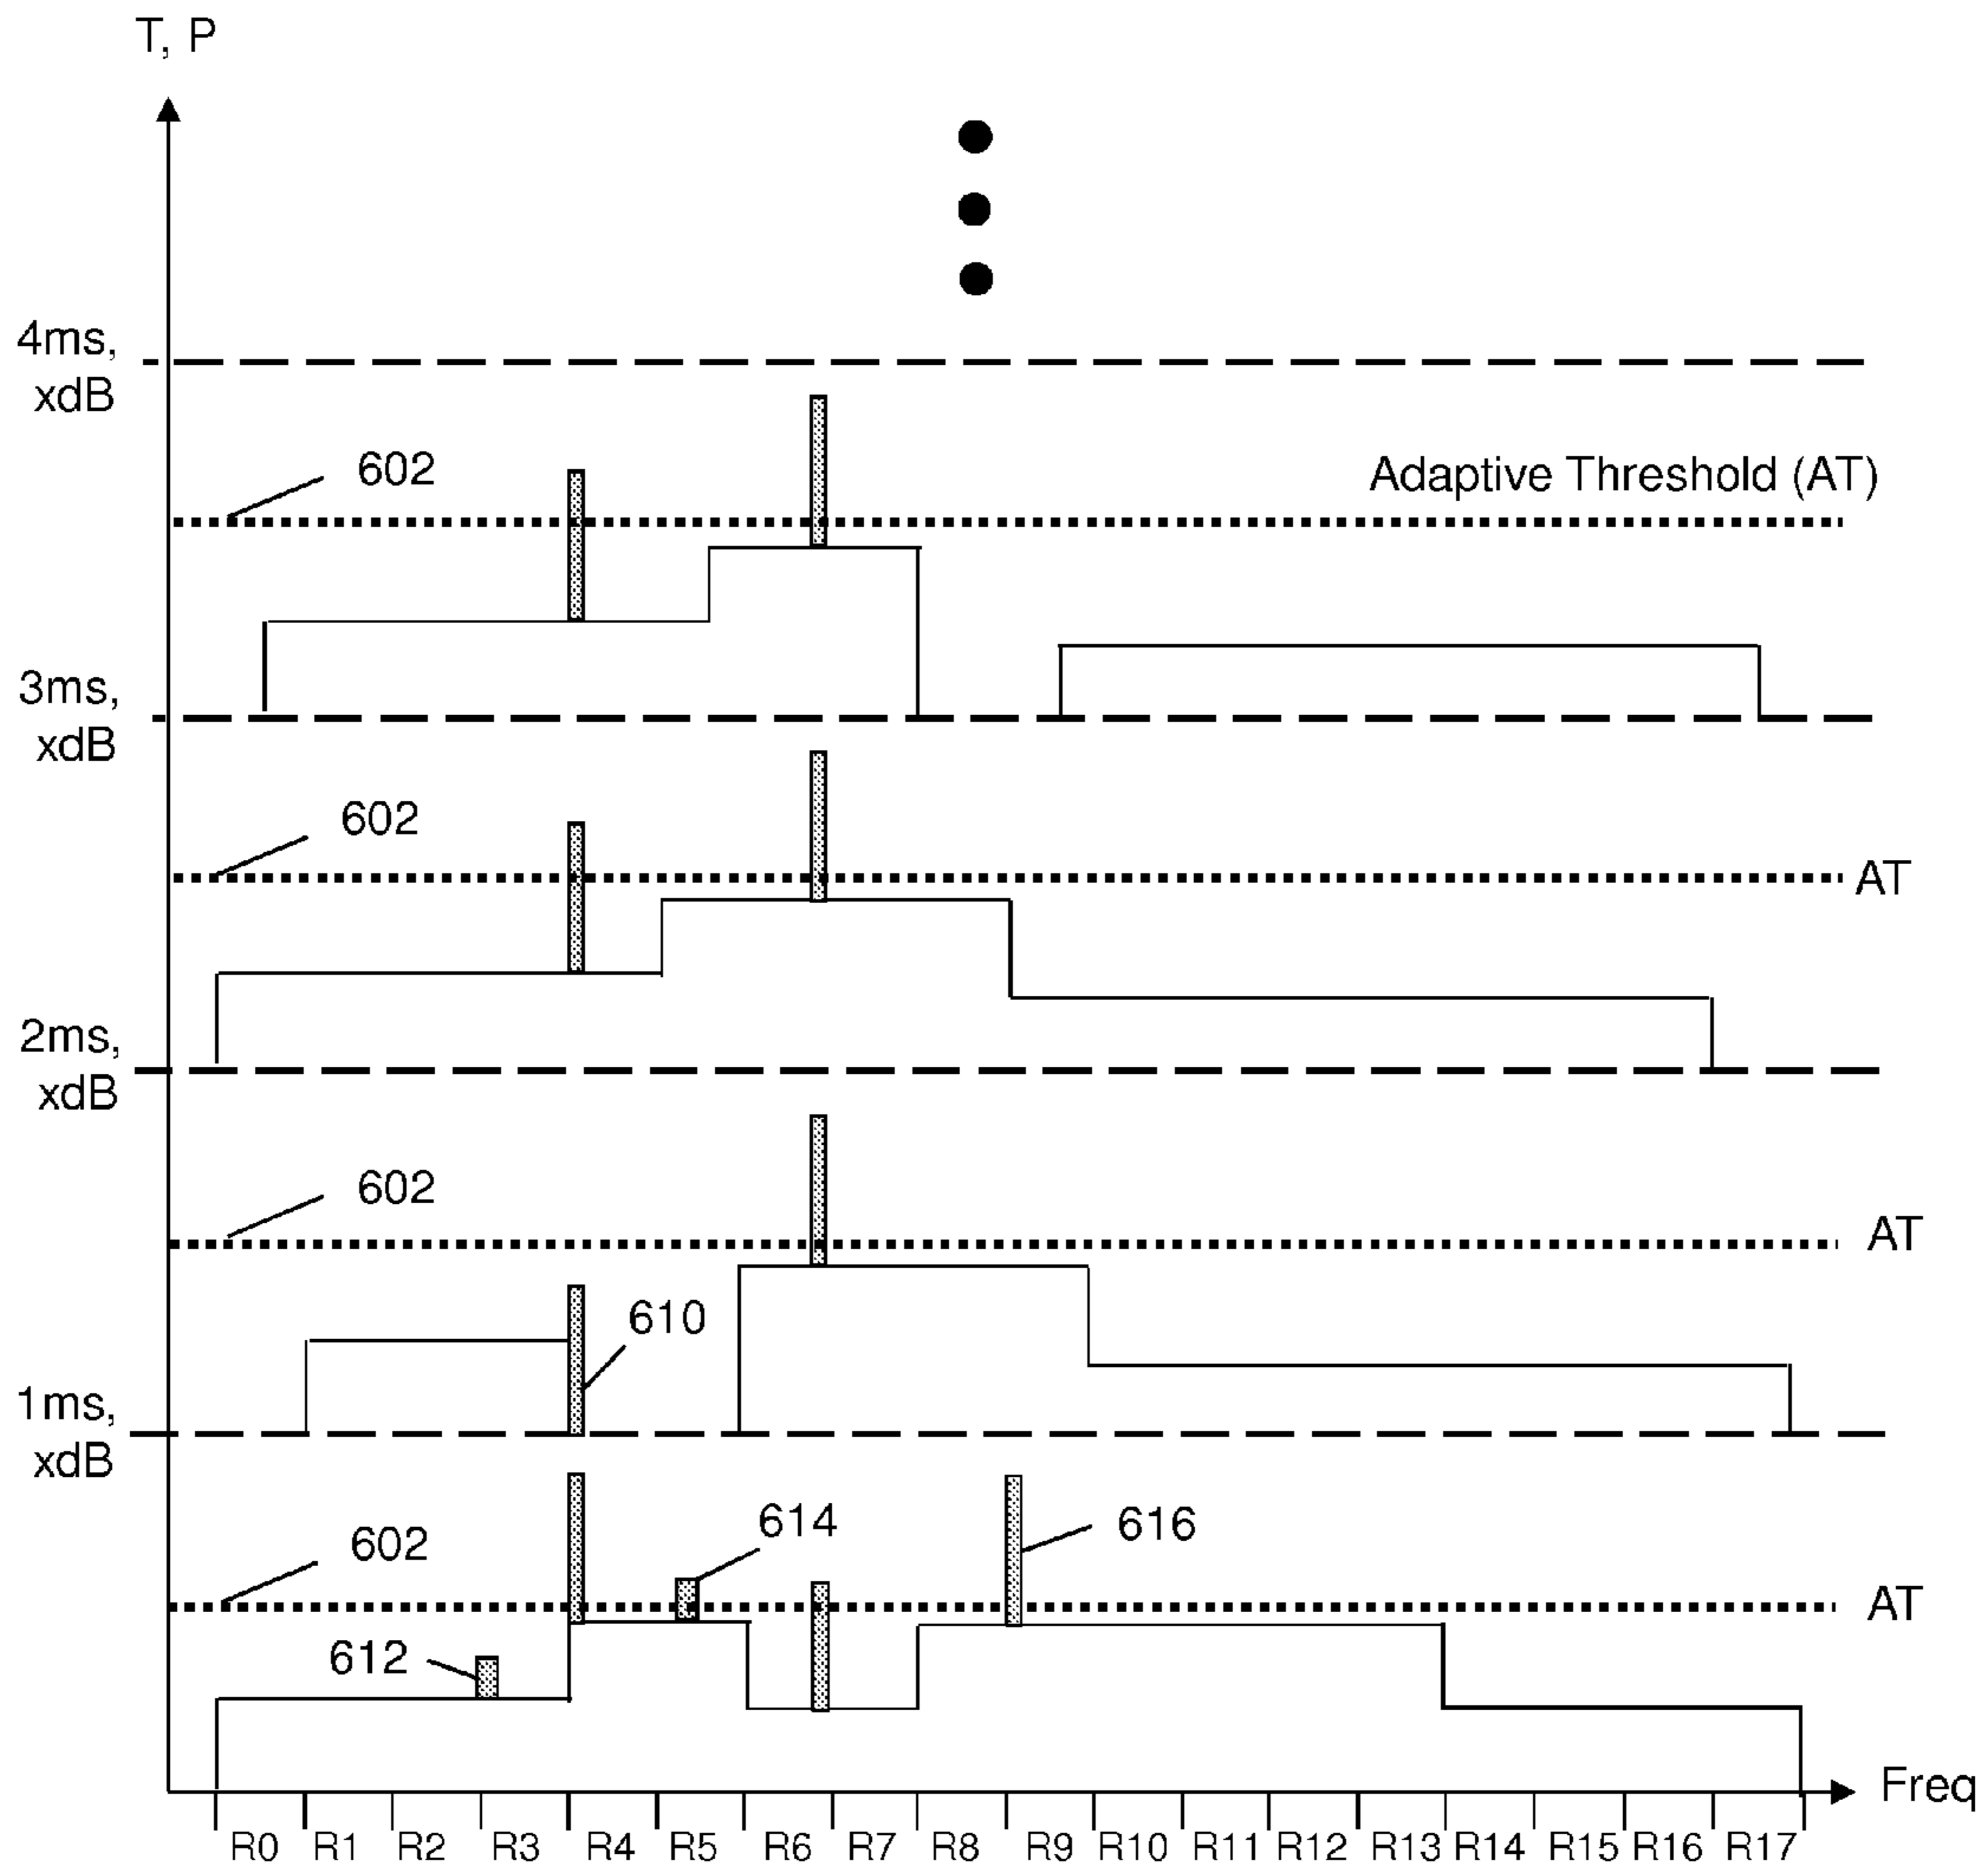 T, P
4ms,
xdB
602
Adaptive Threshold (AT)
3ms,
xdB
602
AT
2ms,
xdB
602
AT
610
1ms,
xdB
614
616
602
AT
612
Freq
R0 R1 R2 R3 R4 R5 R6 R7 R8 R9 R10 R11 R12 R13 R14 R15 R16 R17